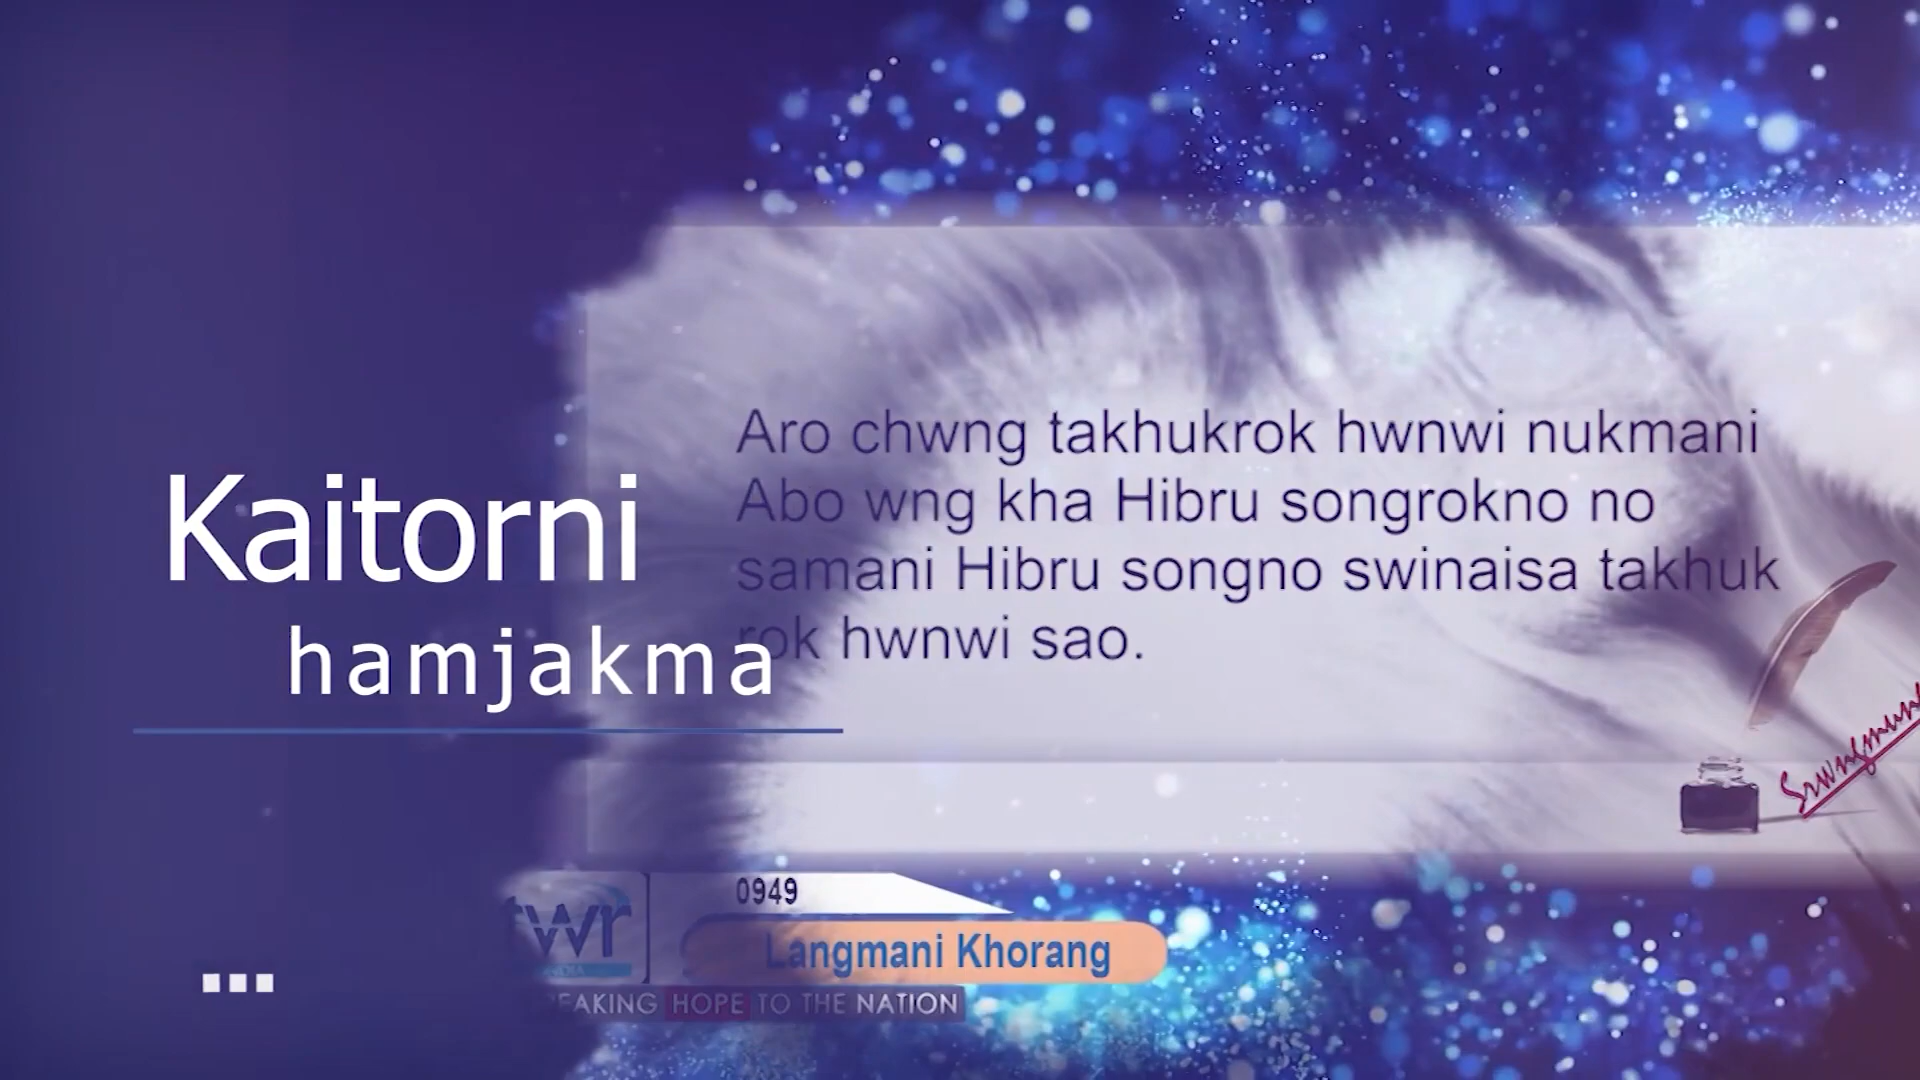 Kaitorni
hamjakma
Aro chwng takhukrok hwnwi nukmani
Abo wng kha Hibru songrokno no
samani Hibru songno swinaisa takhuk
rok hwnwi sao.
0949
twr
Langmani Khorang
EAKING HOPE TO THE NATION